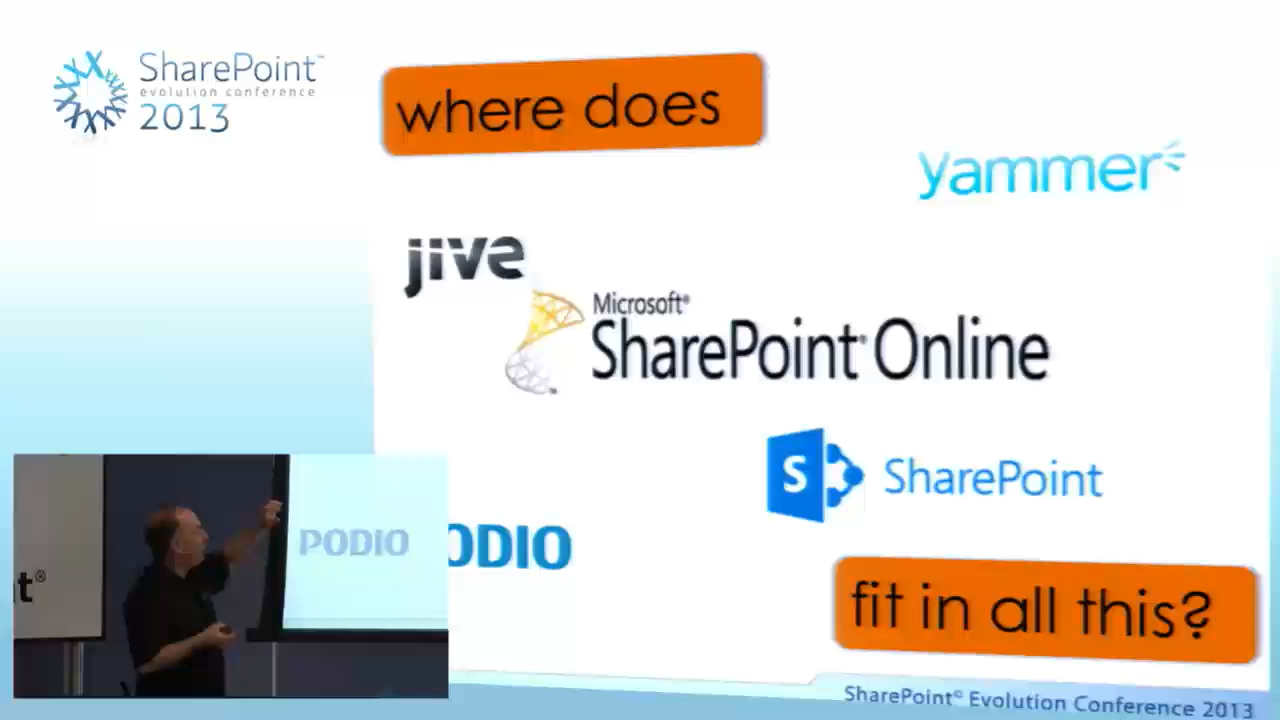 SharePoint™
evolution conference
2013
where does
yammer
jive
Microsoft®
SharePoint® Online
S SharePoint
PODIO
ODIO
t®
fit in all this?
SharePoint® Evolution Conference 2013